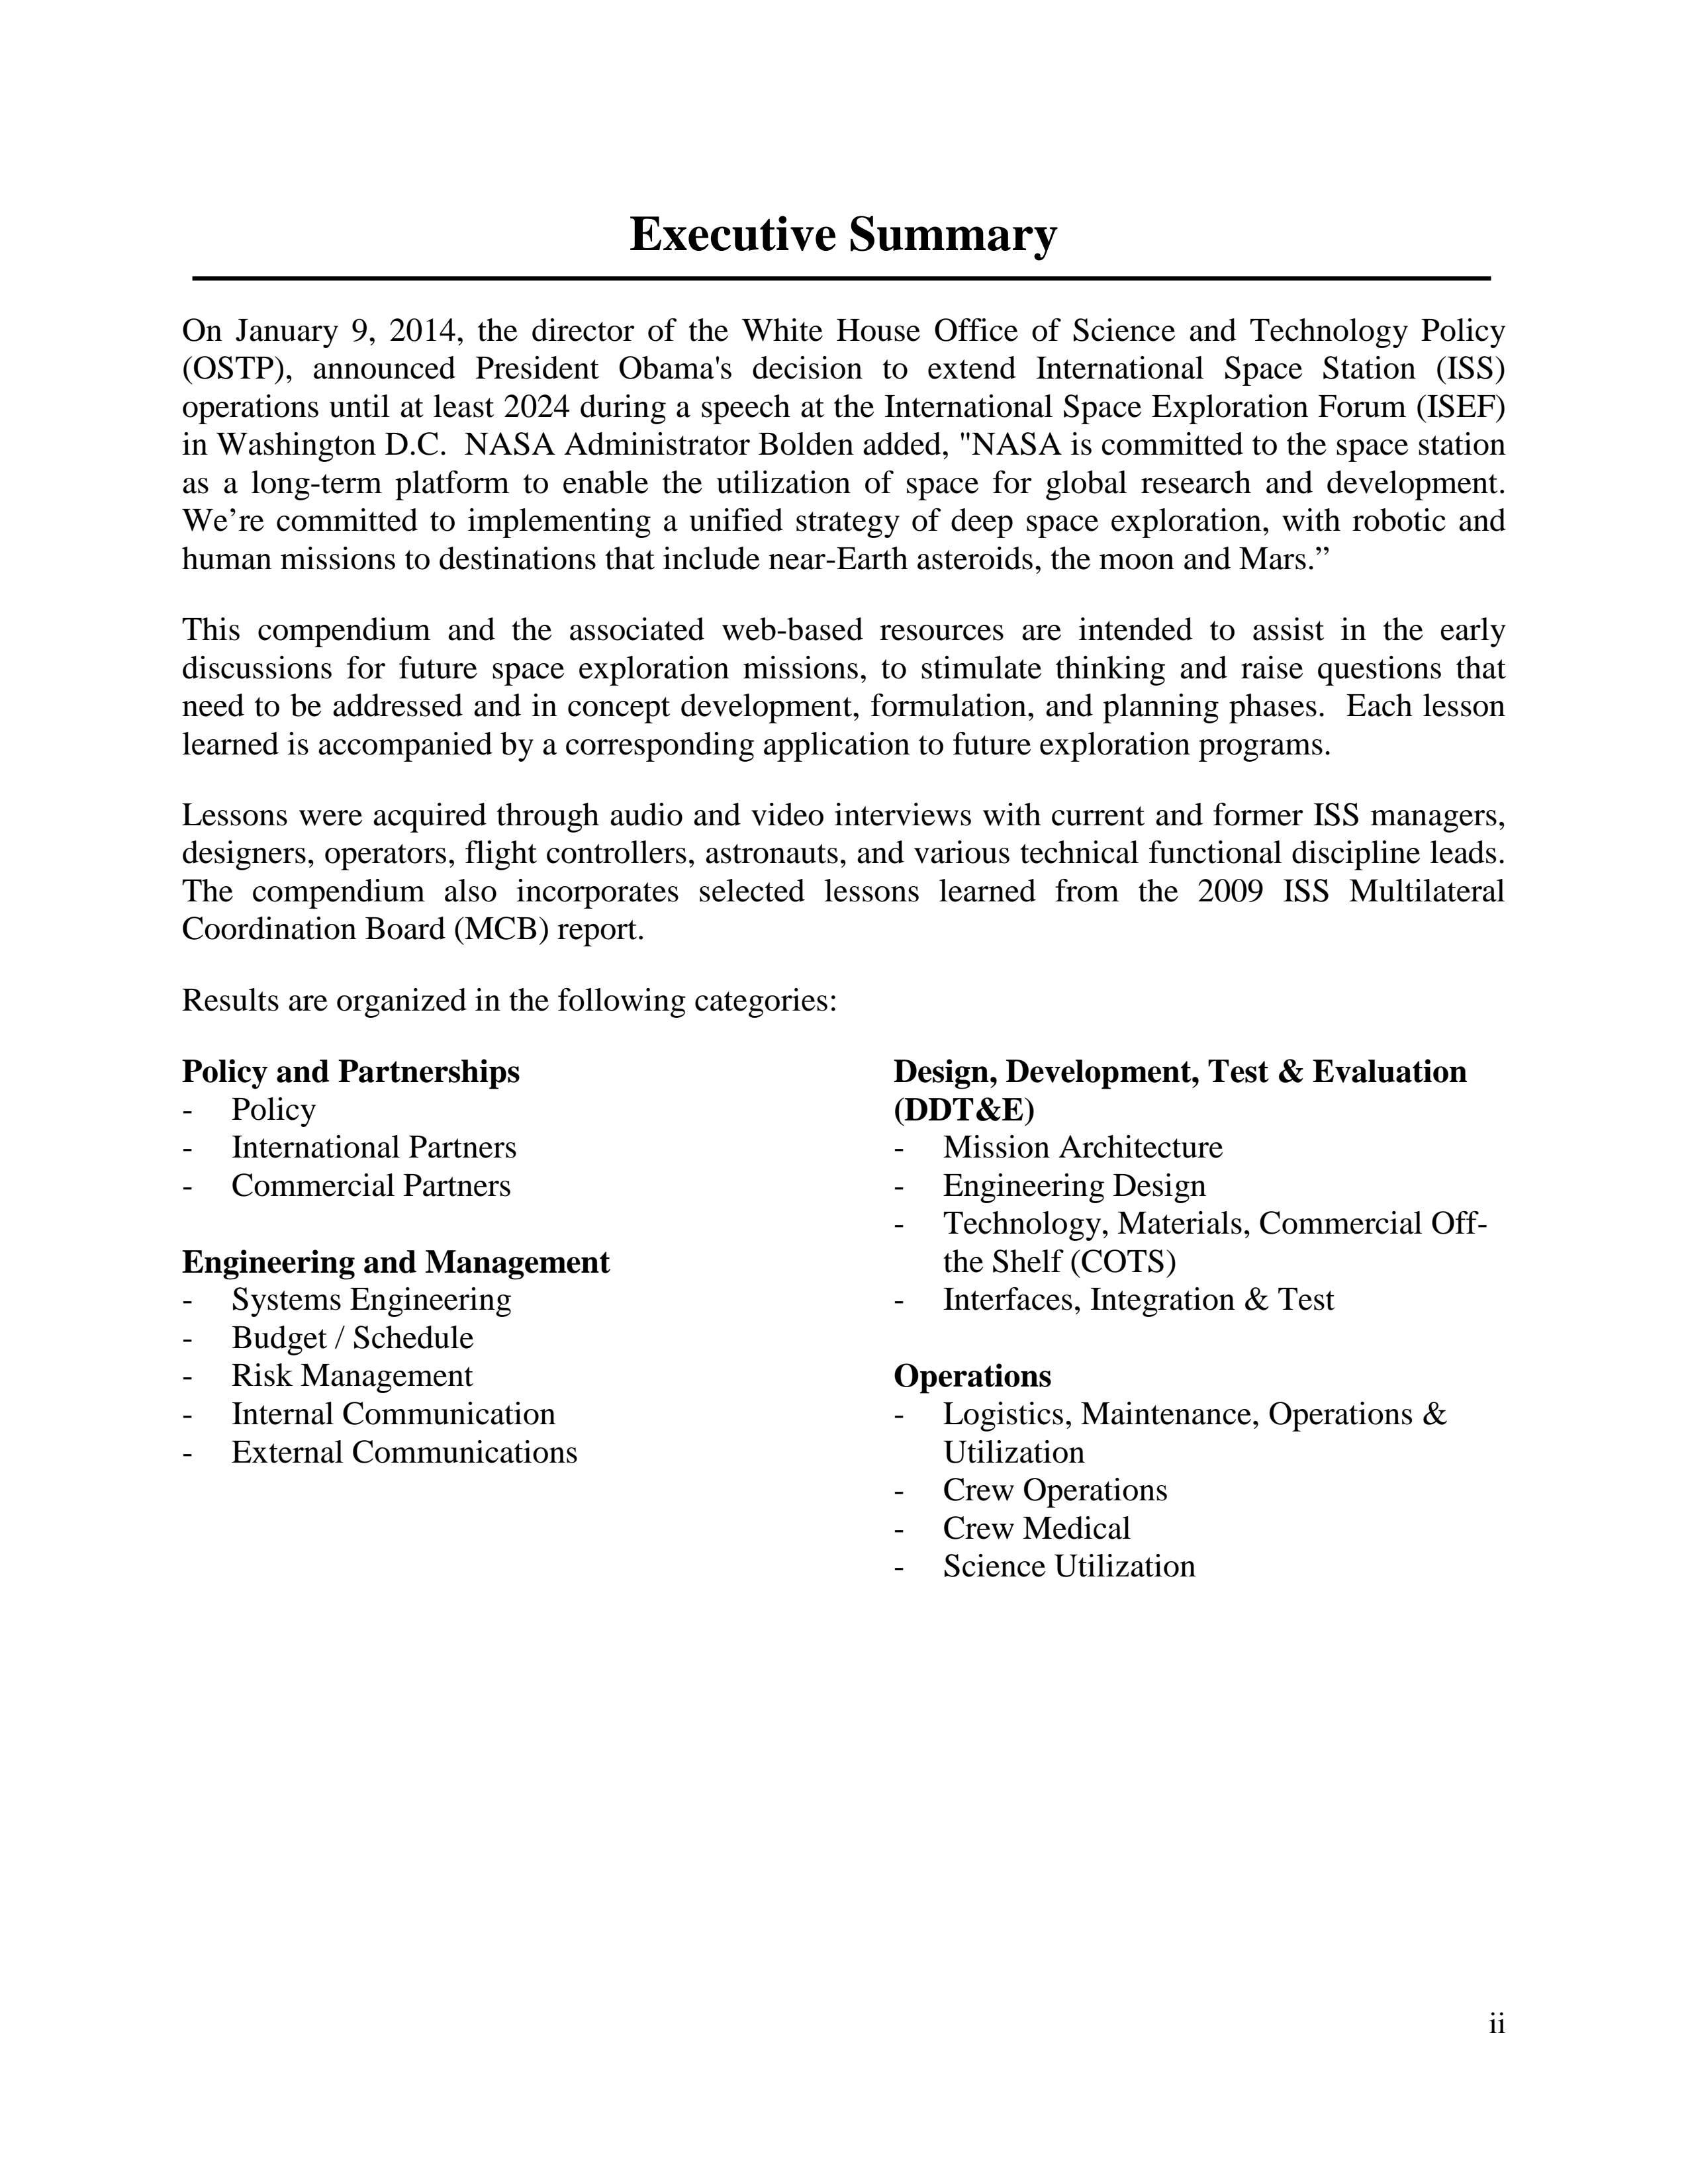 Executive Summary
On January 9, 2014, the director of the White House Office of Science and Technology Policy
(OSTP), announced President Obama's decision to extend International Space Station (ISS)
operations until at least 2024 during a speech at the International Space Exploration Forum (ISEF)
in Washington D.C.  NASA Administrator Bolden added, "NASA is committed to the space station
as a long-term platform to enable the utilization of space for global research and development.
We’re committed to implementing a unified strategy of deep space exploration, with robotic and
human missions to destinations that include near-Earth asteroids, the moon and Mars.”
This compendium and the associated web-based resources are intended to assist in the early
discussions for future space exploration missions, to stimulate thinking and raise questions that
need to be addressed and in concept development, formulation, and planning phases.  Each lesson
learned is accompanied by a corresponding application to future exploration programs.
Lessons were acquired through audio and video interviews with current and former ISS managers,
designers, operators, flight controllers, astronauts, and various technical functional discipline leads.
The compendium also incorporates selected lessons learned from the 2009 ISS Multilateral
Coordination Board (MCB) report.
Results are organized in the following categories:
Policy and Partnerships
- Policy
- International Partners
- Commercial Partners
Engineering and Management
- Systems Engineering
- Budget / Schedule
- Risk Management
- Internal Communication
- External Communications
Design, Development, Test & Evaluation
(DDT&E)
- Mission Architecture
- Engineering Design
- Technology, Materials, Commercial Off-
the Shelf (COTS)
- Interfaces, Integration & Test
Operations
- Logistics, Maintenance, Operations &
Utilization
- Crew Operations
- Crew Medical
- Science Utilization
ii